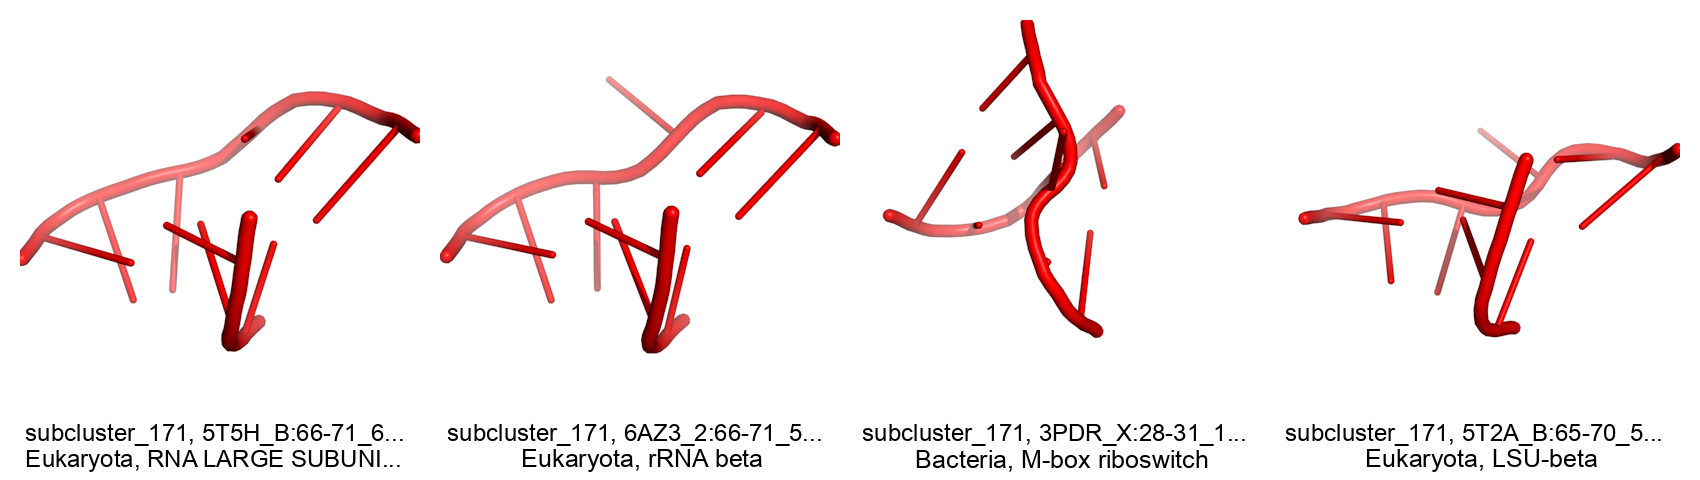 subcluster_171, 5T5H_B:66-71_6...
Eukaryota, RNA LARGE SUBUNI...
subcluster_171, 6AZ3_2:66-71_5...
Eukaryota, rRNA beta
subcluster_171, 3PDR_X:28-31_1...
Bacteria, M-box riboswitch
subcluster_171, 5T2A_B:65-70_5...
Eukaryota, LSU-beta